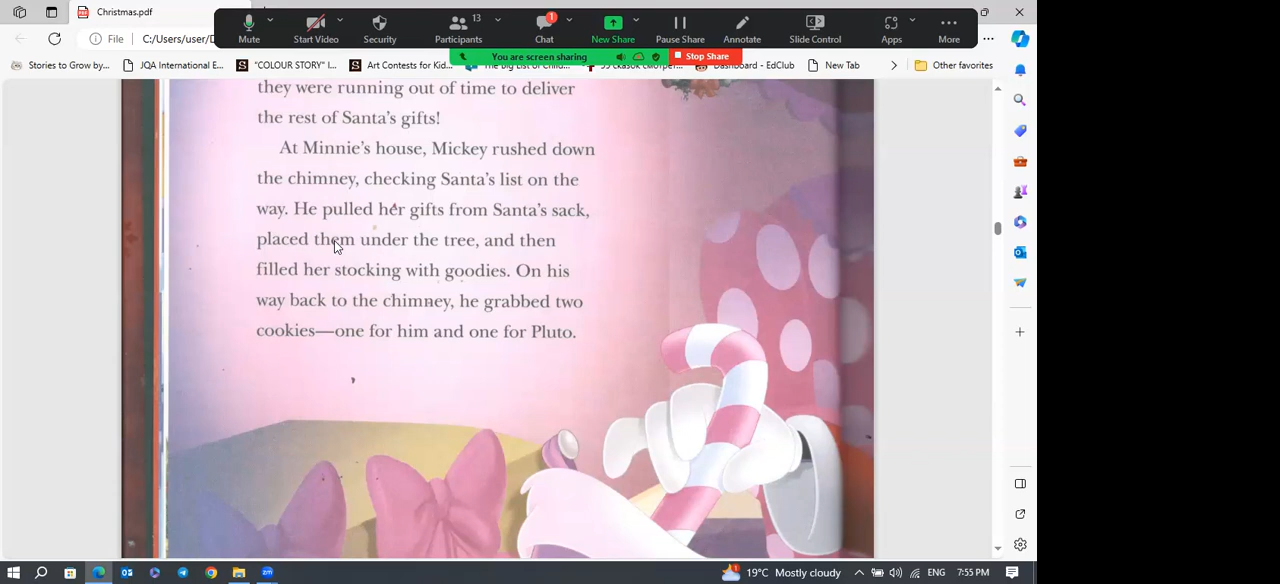 Christmas.pdf
Mute
Start Video
Security
13
Participants
1
Chat
New Share
Pause Share
Annotate
Slide Control
Apps
More
File
C:/Users/user/D
You are screen sharing
Stop Share
Stories to Grow by...
JQA International E...
"COLOUR STORY" I...
Art Contests for Kid...
Dashboard - EdClub
New Tab
Other favorites
they were running out of time to deliver
the rest of Santa's gifts!
At Minnie's house, Mickey rushed down
the chimney, checking Santa's list on the
way. He pulled her gifts from Santa's sack,
placed them under the tree, and then
filled her stocking with goodies. On his
way back to the chimney, he grabbed two
cookies—one for him and one for Pluto.
19°C Mostly cloudy
ENG
7:55 PM